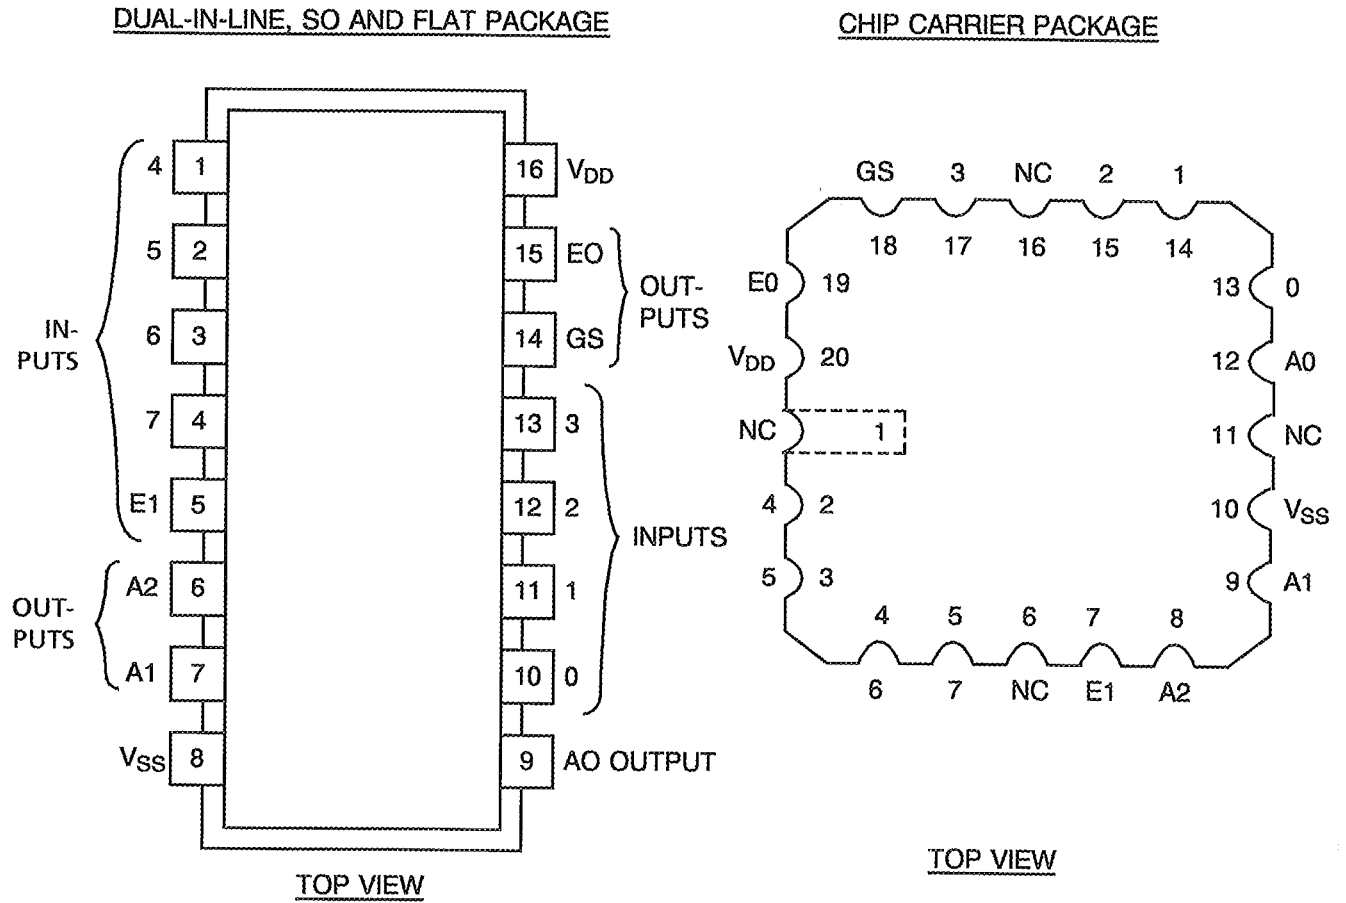 DUAL-IN-LINE, SO AND FLAT PACKAGE
4 1
5 2
6 3
7 4
E1 5
IN-
PUTS
A2 6
A1 7
OUT-
PUTS
VSS 8
16 VDD
15 EO
14 GS
OUT-
PUTS
13 3
12 2
11 1
10 0
INPUTS
9 AO OUTPUT
TOP VIEW
CHIP CARRIER PACKAGE
GS 3 NC 2 1
18 17 16 15 14
E0 19
VDD 20
NC 1
4 2
5 3
13 0
12 A0
11 NC
10 VSS
9 A1
4 5 6 7 8
6 7 NC E1 A2
TOP VIEW